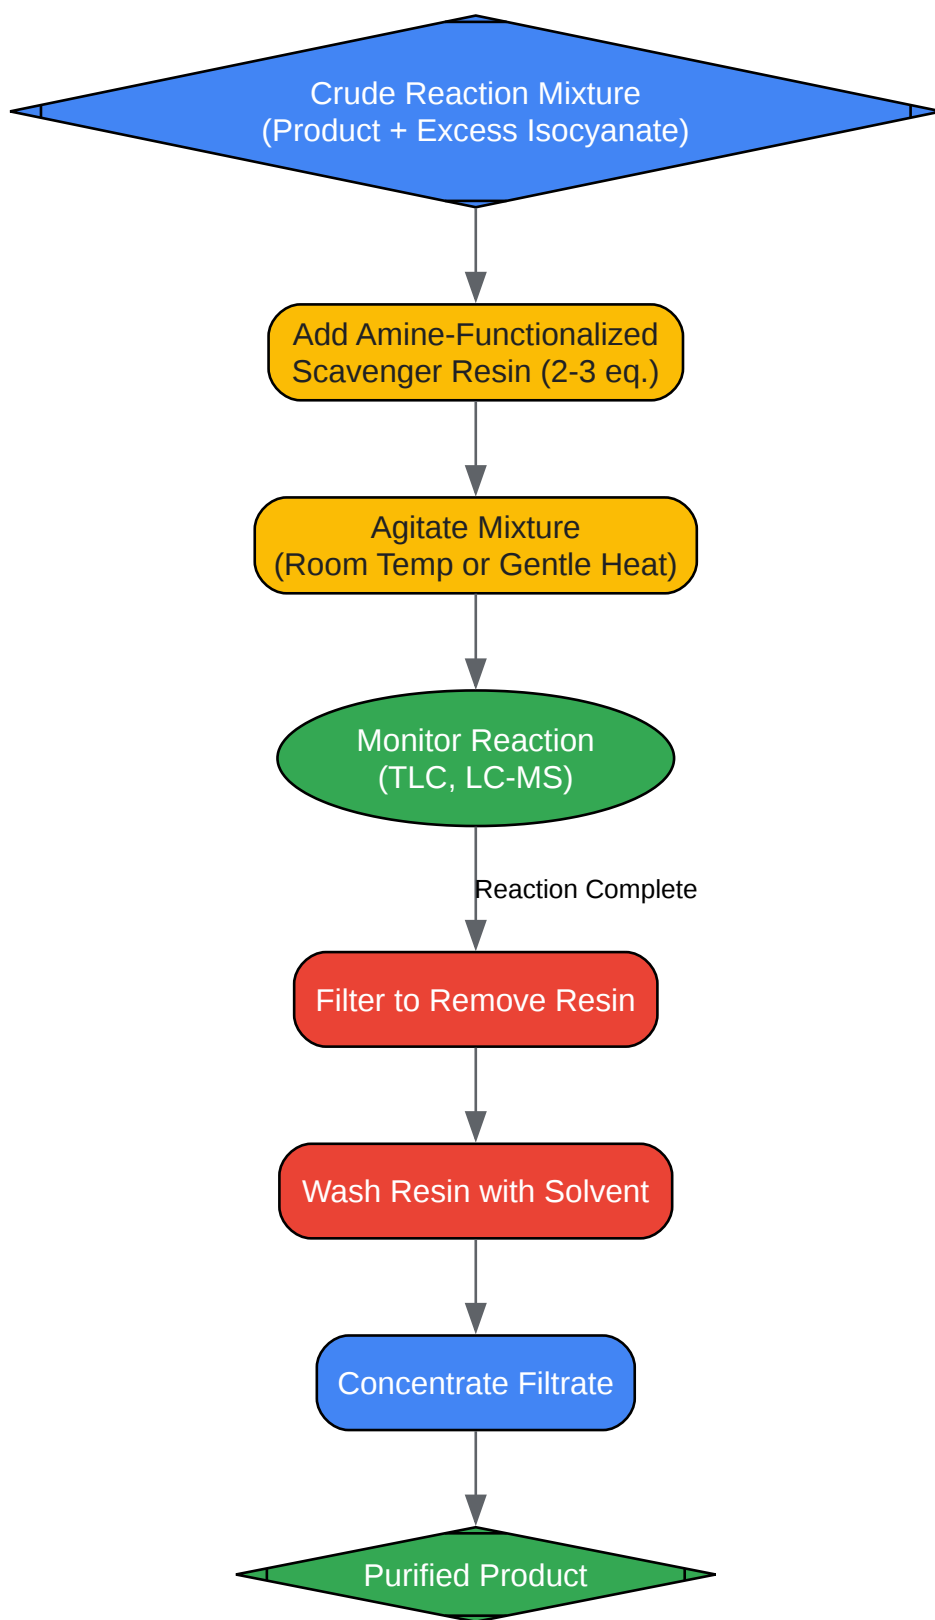 Crude Reaction Mixture
(Product + Excess Isocyanate)
Add Amine-Functionalized
Scavenger Resin (2-3 eq.)
Agitate Mixture
(Room Temp or Gentle Heat)
Monitor Reaction
(TLC, LC-MS)
Reaction Complete
Filter to Remove Resin
Wash Resin with Solvent
Concentrate Filtrate
Purified Product